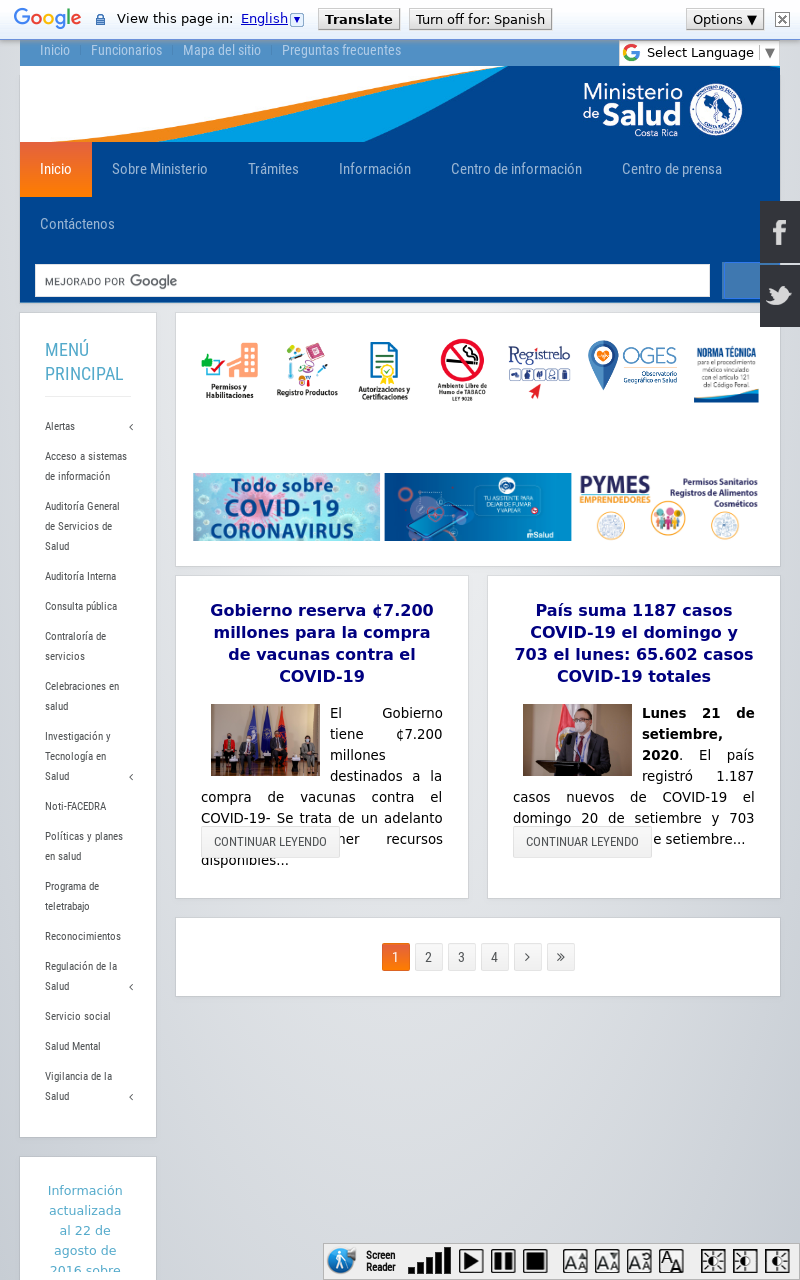 Google View this page in: English Translate Turn off for: Spanish Options ▼
Inicio Funcionarios Mapa del sitio Preguntas frecuentes
Select Language ▼
Ministerio
de Salud
Costa Rica
Inicio Sobre Ministerio Trámites Información Centro de información Centro de prensa
Contáctenos
MEJORADO POR Google
MENÚ
PRINCIPAL
Alertas
Acceso a sistemas
de información
Auditoría General
de Servicios de
Salud
Auditoría Interna
Consulta pública
Contraloría de
servicios
Celebraciones en
salud
Investigación y
Tecnología en
Salud
Noti-FACEDRA
Políticas y planes
en salud
Programa de
teletrabajo
Reconocimientos
Regulación de la
Salud
Servicio social
Salud Mental
Vigilancia de la
Salud
Información
actualizada
al 22 de
agosto de
2016 sobre
Permisos y
Habilitaciones
Registro Productos
Autorizaciones y
Certificaciones
Ambiente Libre de
Humo de TABACO
LEY 9028
Regístrelo
OGES
Observatorio
Geográfico en Salud
NORMA TÉCNICA
para el procedimiento
médico vinculado
con el artículo 121
del Código Penal.
Todo sobre
COVID-19
CORONAVIRUS
TU ASISTENTE PARA
DEJAR DE FUMAR
Y VAPEAR
mSalud
PYMES
EMPRENDEDORES
Permisos Sanitarios
Registros de Alimentos
Cosméticos
Gobierno reserva ¢7.200
millones para la compra
de vacunas contra el
COVID-19
El Gobierno
tiene ¢7.200
millones
destinados a la
compra de vacunas contra el
COVID-19- Se trata de un adelanto
ner recursos
disponibles...
CONTINUAR LEYENDO
País suma 1187 casos
COVID-19 el domingo y
703 el lunes: 65.602 casos
COVID-19 totales
Lunes 21 de
setiembre,
2020. El país
registró 1.187
casos nuevos de COVID-19 el
domingo 20 de setiembre y 703
e setiembre...
CONTINUAR LEYENDO
1 2 3 4 › »
Screen
Reader